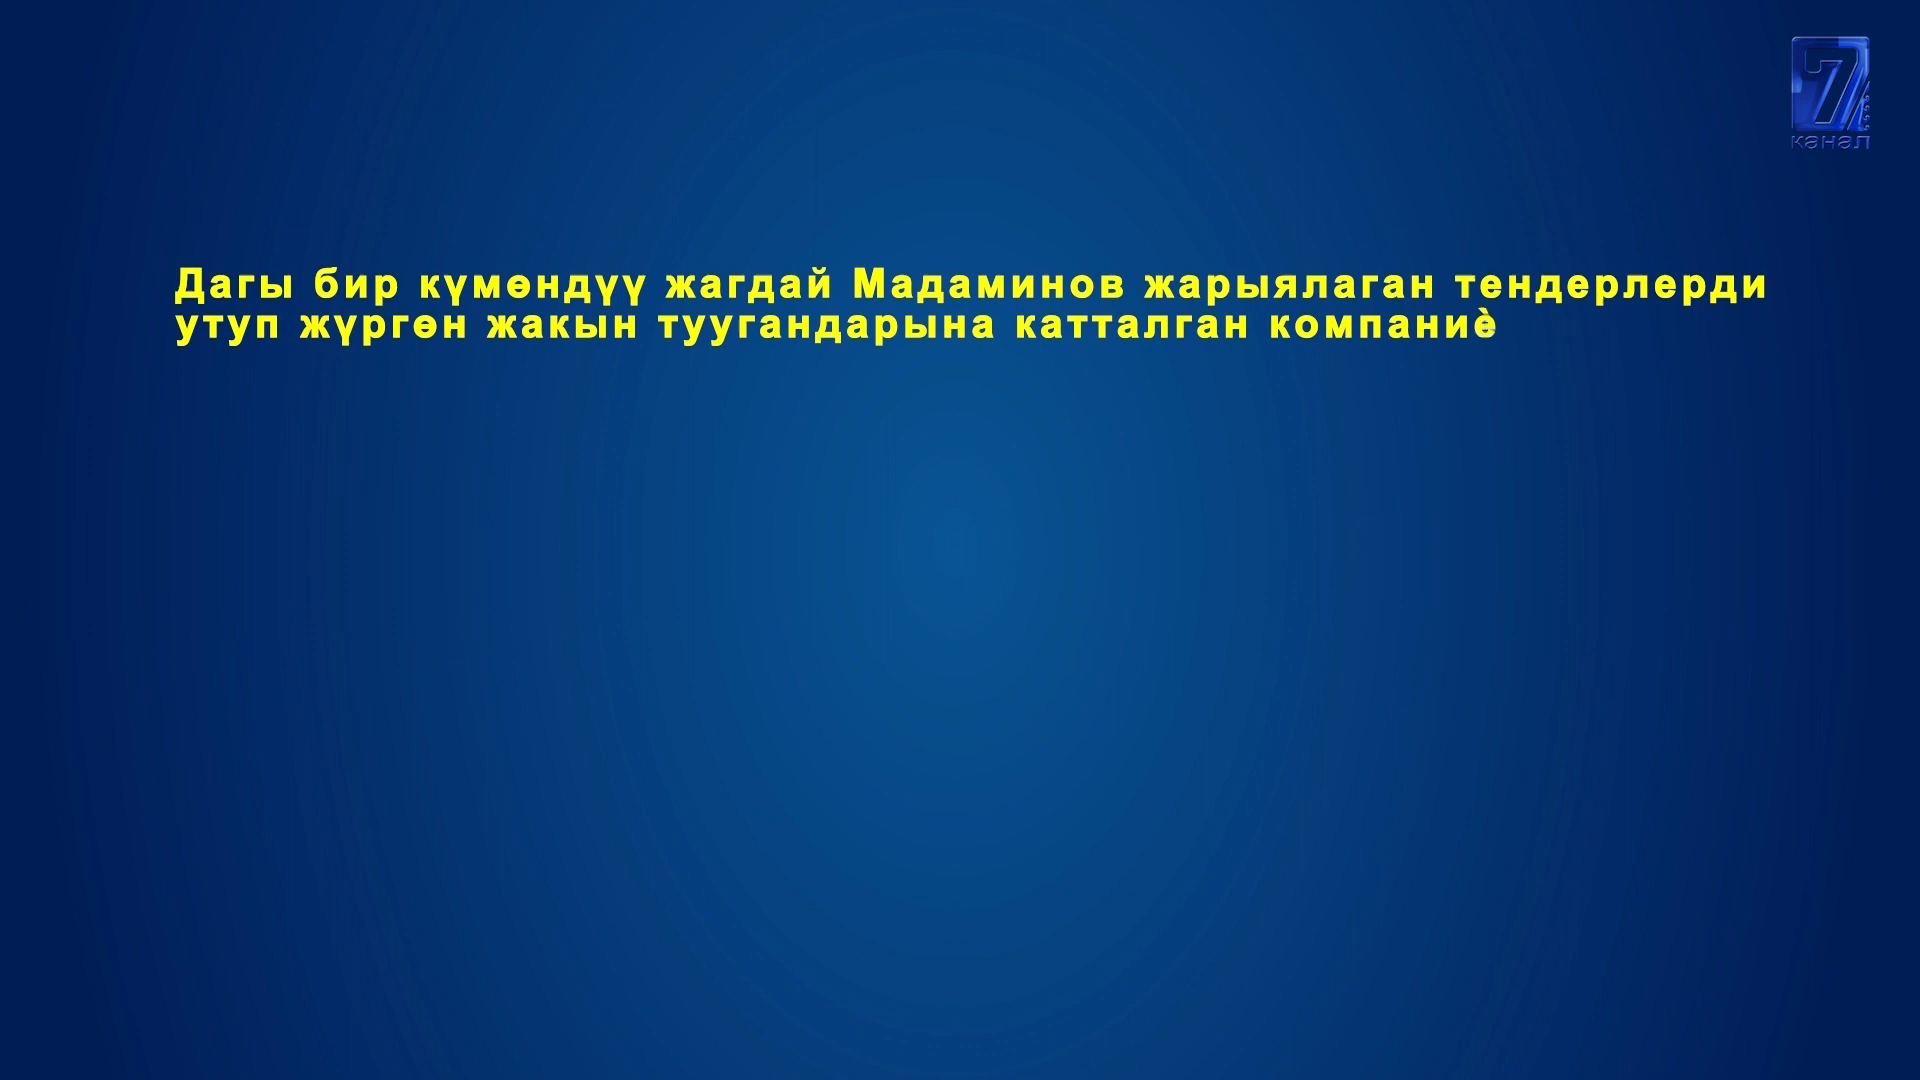 7
канал
Дагы бир күмөндүү жагдай Мадаминов жарыялаган тендерлерди
утуп жүргөн жакын туугандарына катталган компаниѐ